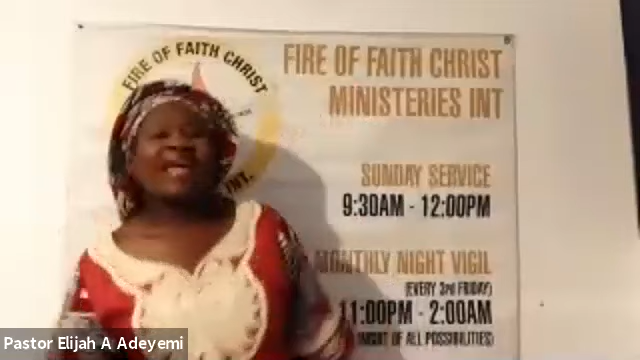 FIRE OF FAITH CHRIST
INT.
FIRE OF FAITH CHRIST
MINISTERIES INT
SUNDAY SERVICE
9:30AM - 12:00PM
MONTHLY NIGHT VIGIL
(EVERY 3rd FRIDAY)
11:00PM - 2:00AM
(NIGHT OF ALL POSSIBILITIES)
Pastor Elijah A Adeyemi